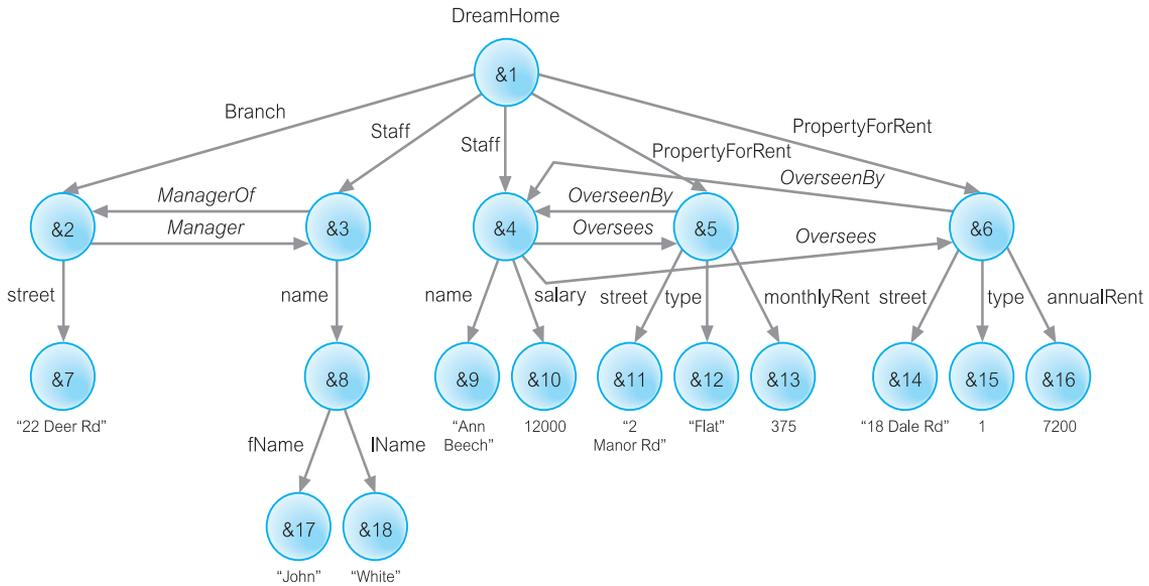 DreamHome
&1
Branch
Staff
Staff
PropertyForRent
PropertyForRent
OverseenBy
ManagerOf
OverseenBy
&2
Manager
&3
&4
Oversees
&5
Oversees
&6
street
name
name
salary
street
type
monthlyRent
street
type
annualRent
&7
&8
&9
&10
&11
&12
&13
&14
&15
&16
“22 Deer Rd”
“Ann
Beech”
12000
“2
Manor Rd”
“Flat”
375
“18 Dale Rd”
1
7200
fName
lName
&17
&18
“John”
“White”